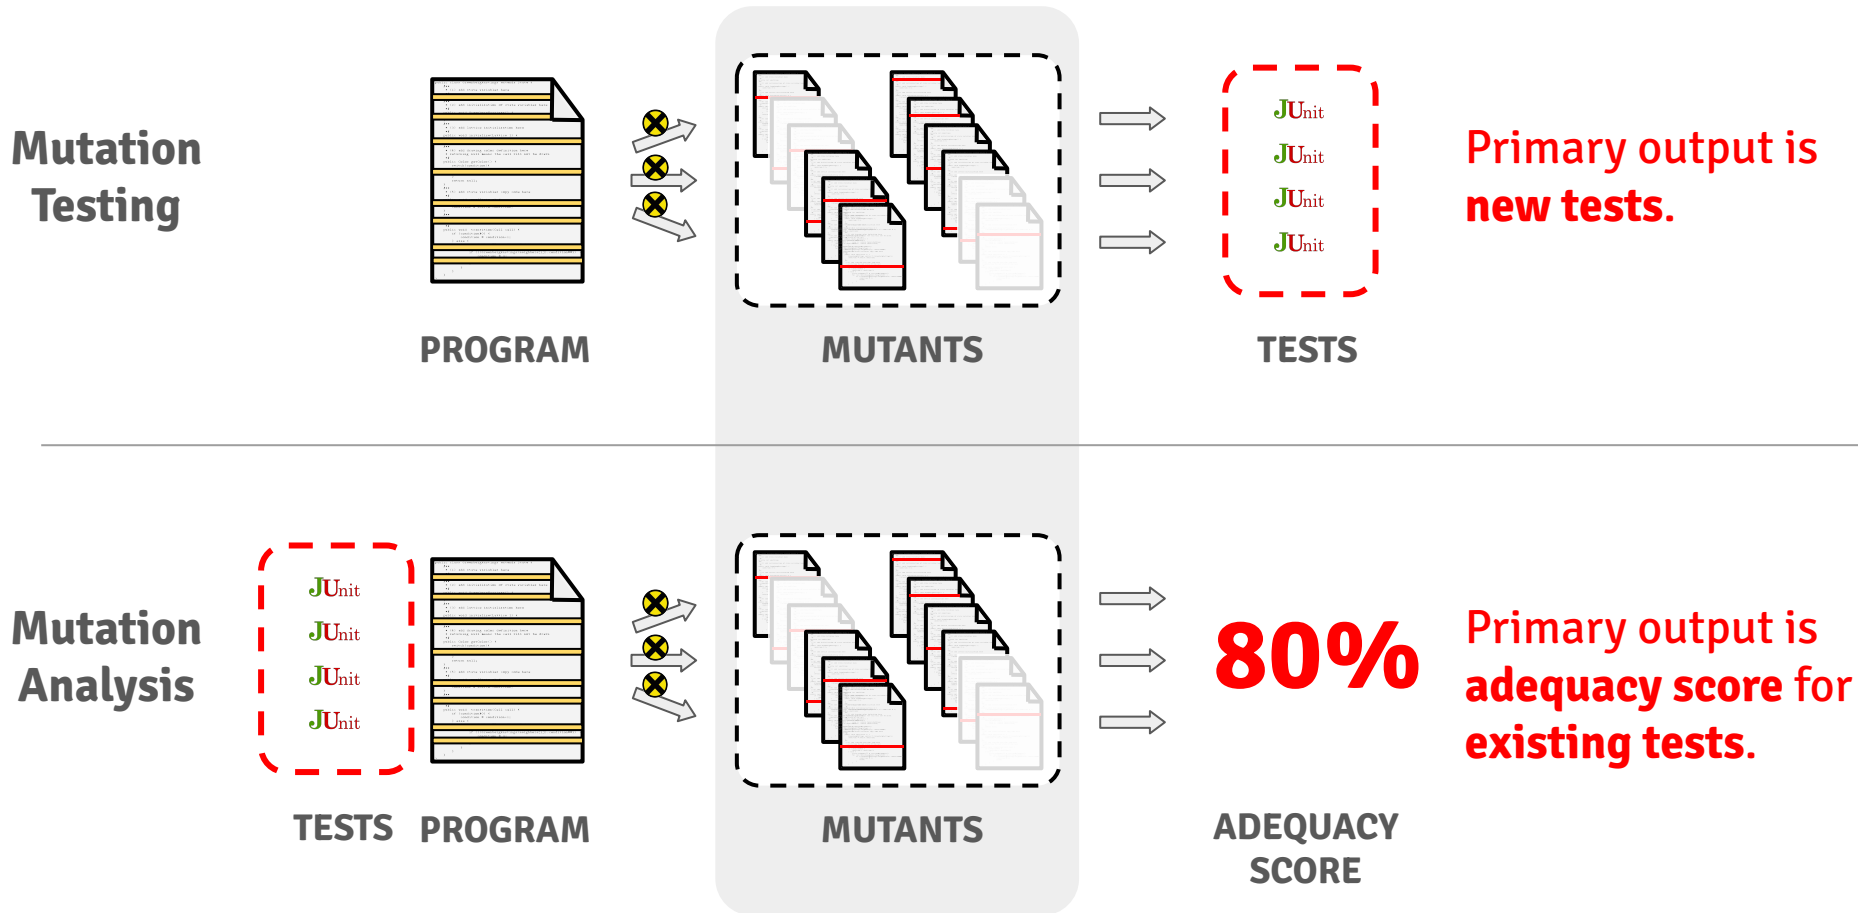 Mutation
Testing
JUnit
JUnit
JUnit
JUnit
Primary output is
new tests.
PROGRAM
MUTANTS
TESTS
Mutation
Analysis
JUnit
JUnit
JUnit
JUnit
80%
Primary output is
adequacy score for
existing tests.
TESTS
PROGRAM
MUTANTS
ADEQUACY
SCORE